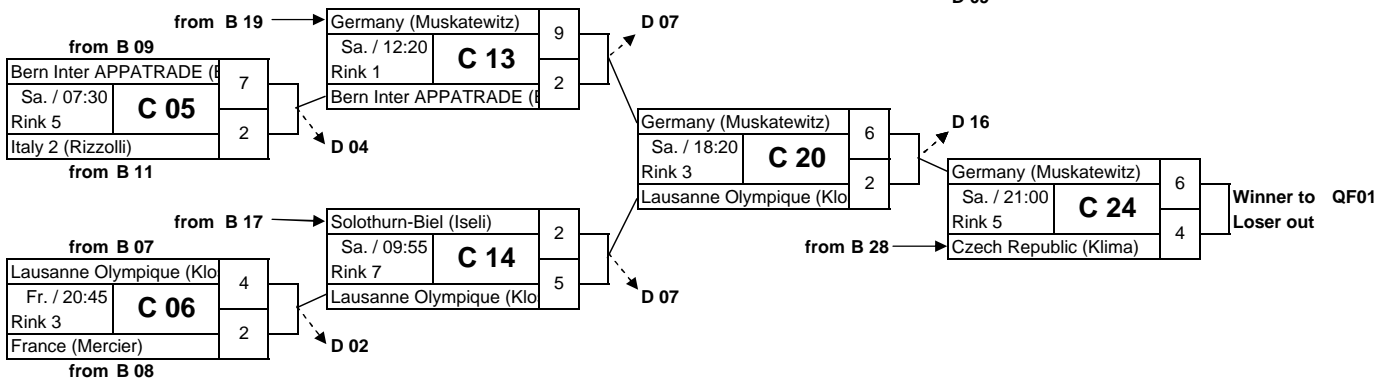 from B 19
Germany (Muskatewitz)
9
D 07
Sa. / 12:20
Rink 1
C 13
2
Bern Inter APPATRADE (
from B 09
Bern Inter APPATRADE (
7
Sa. / 07:30
Rink 5
C 05
2
Italy 2 (Rizzolli)
from B 11
D 04
Germany (Muskatewitz)
6
D 16
Sa. / 18:20
Rink 3
C 20
2
Lausanne Olympique (Klo
Germany (Muskatewitz)
6
Sa. / 21:00
Rink 5
C 24
4
Winner to QF01
Loser out
from B 28
Czech Republic (Klima)
from B 17
Solothurn-Biel (Iseli)
2
Sa. / 09:55
Rink 7
C 14
5
Lausanne Olympique (Klo
D 07
from B 07
Lausanne Olympique (Klo
4
Fr. / 20:45
Rink 3
C 06
2
France (Mercier)
from B 08
D 02